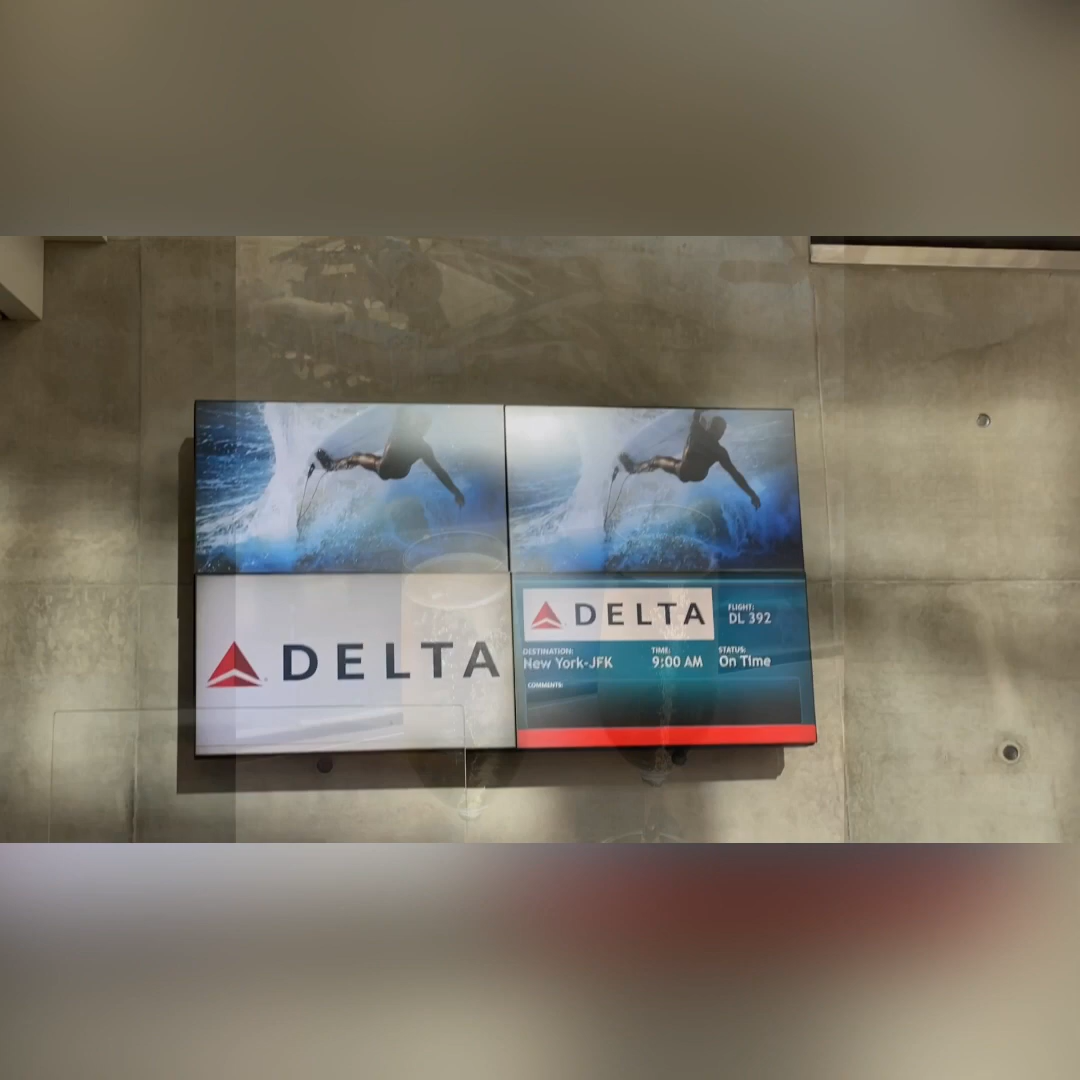 DELTA
DELTA
FLIGHT:
DL 392
DESTINATION: TIME: STATUS:
New York-JFK 9:00 AM On Time
COMMENTS: